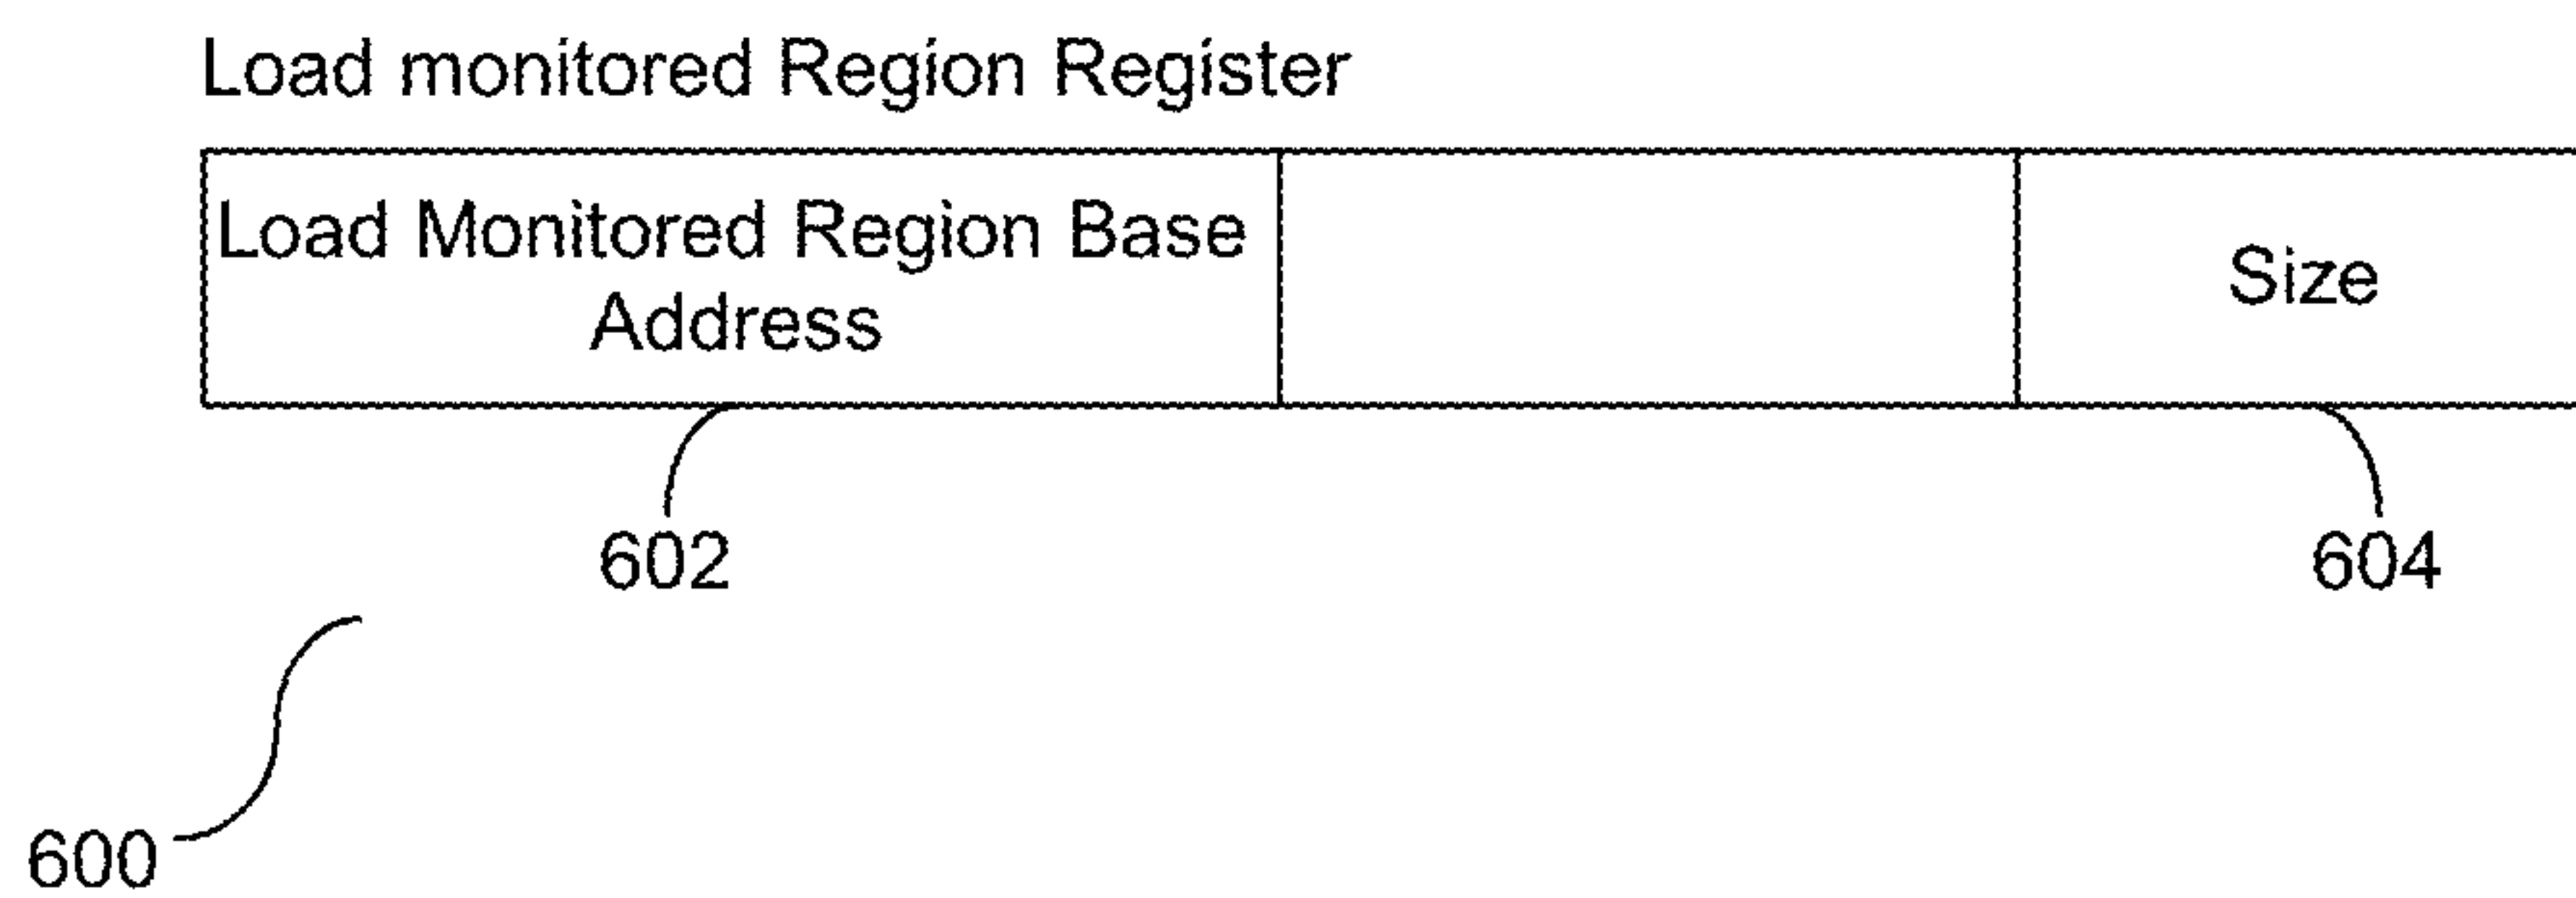 Load monitored Region Register
Load Monitored Region Base
Address
Size
602
604
600